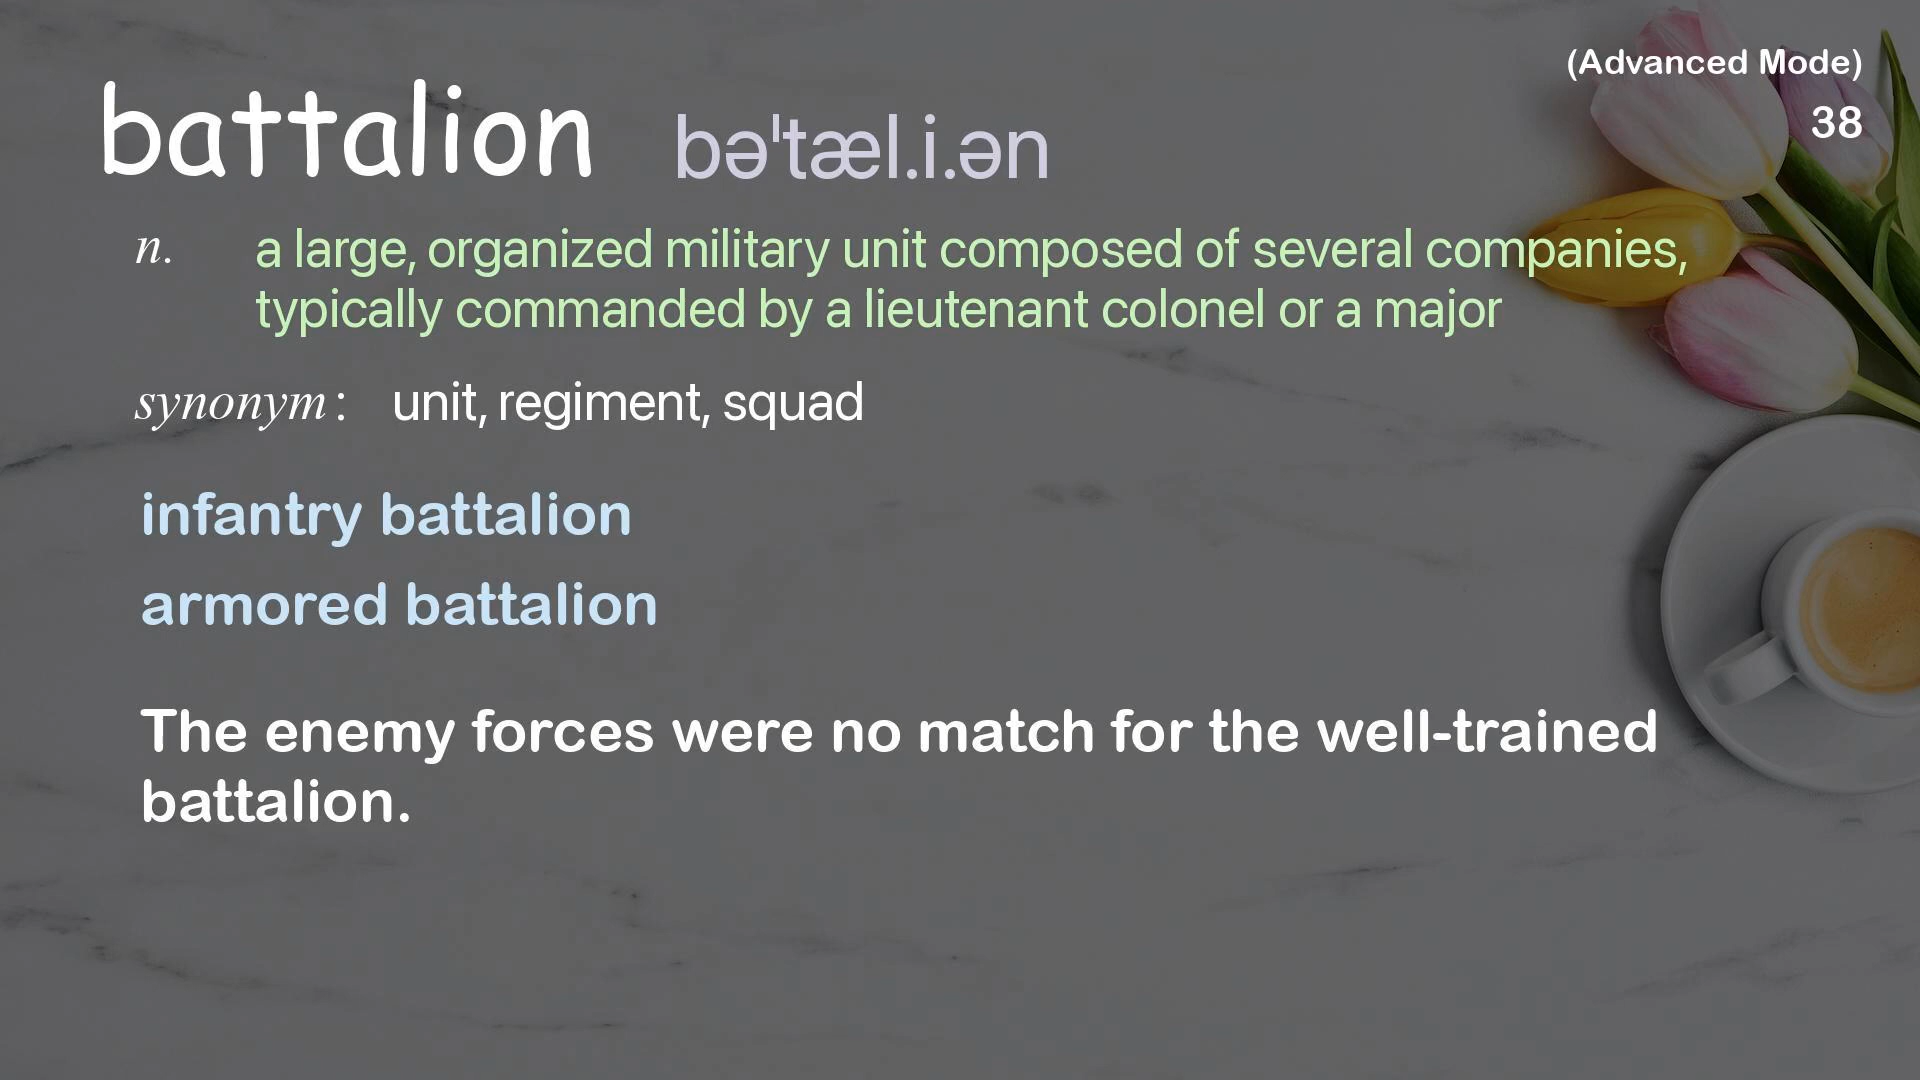 (Advanced Mode)
38
battalion bəˈtæl.i.ən
n. a large, organized military unit composed of several companies,
typically commanded by a lieutenant colonel or a major
synonym: unit, regiment, squad
infantry battalion
armored battalion
The enemy forces were no match for the well-trained
battalion.